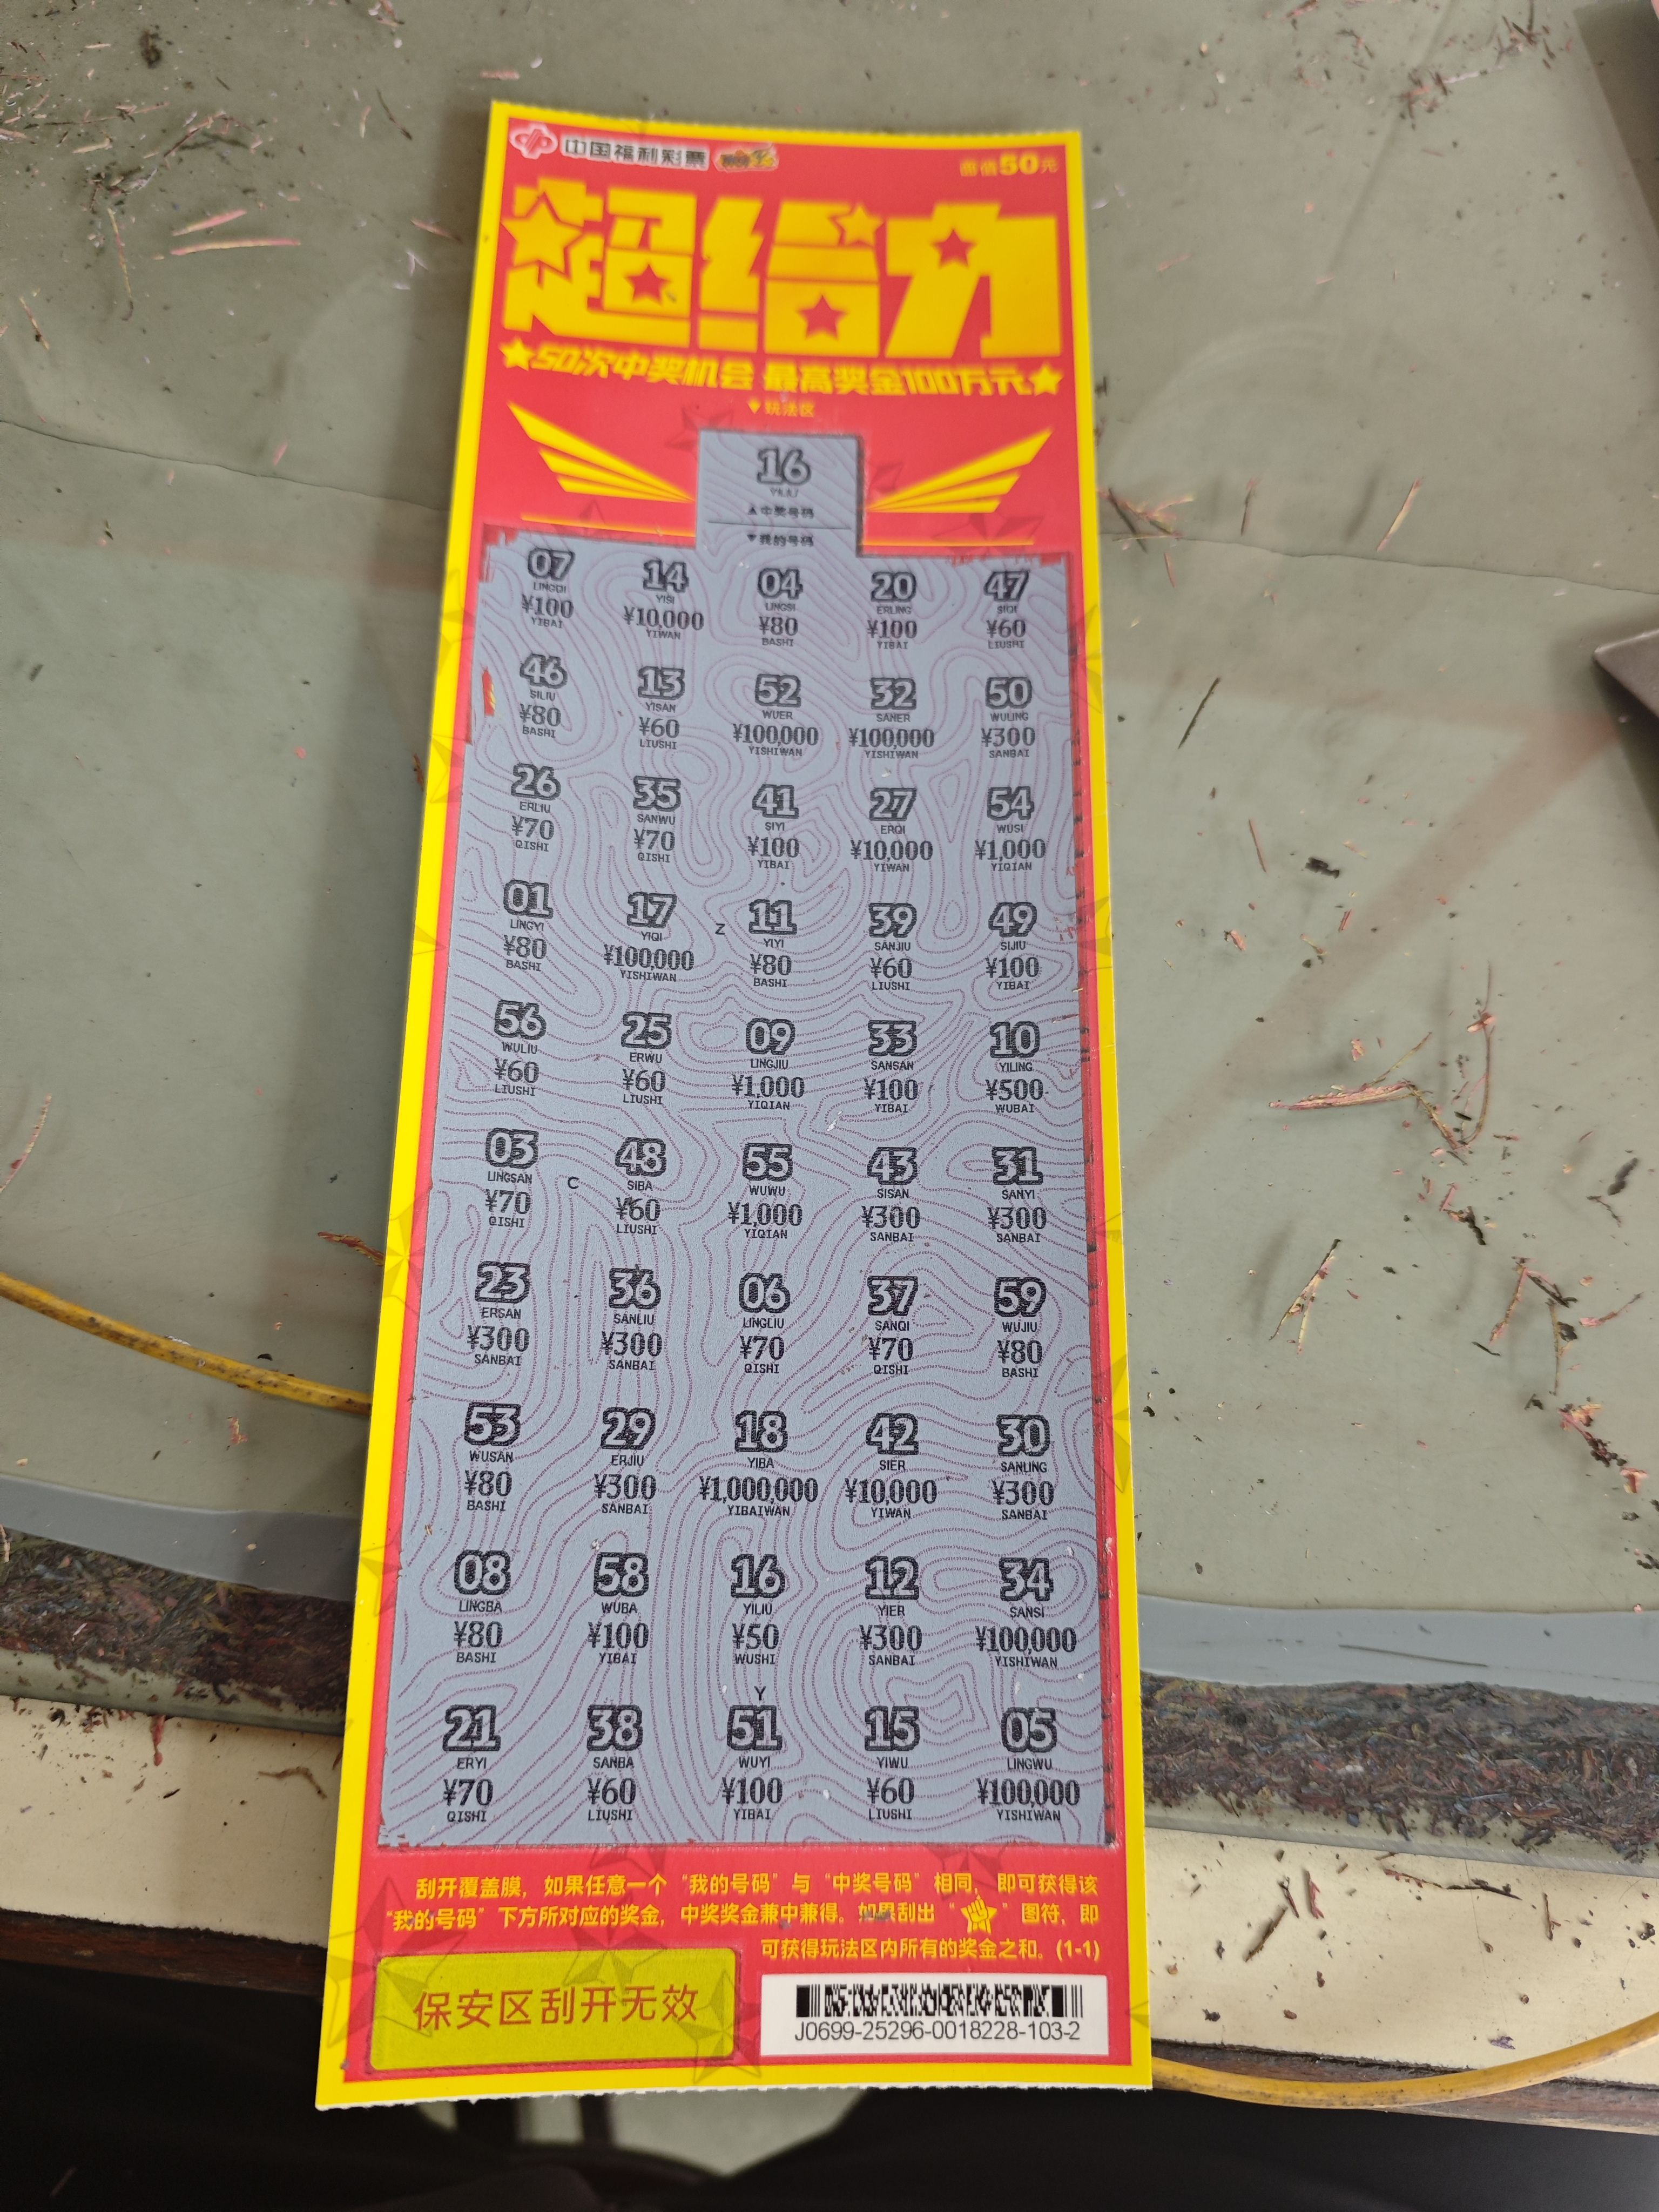 中国福利彩票 刮刮乐
面值50元
超给力
50次中奖机会 最高奖金100万元
▼玩法区
16
▲中奖号码
▼我的号码
07 14 04 20 47
LINGQI YISI LINGSI ERLING SIQI
¥100 ¥10,000 ¥80 ¥100 ¥60
YIBAI YIWAN BASHI YIBAI LIUSHI
46 13 52 32 50
SILIU YISAN WUER SANER WULING
¥80 ¥60 ¥100,000 ¥100,000 ¥300
BASHI LIUSHI YISHIWAN YISHIWAN SANBAI
26 35 41 27 54
ERLIU SANWU SIYI ERQI WUSI
¥70 ¥70 ¥100 ¥10,000 ¥1,000
QISHI QISHI YIBAI YIWAN YIQIAN
01 17 Z 11 39 49
LINGYI YIQI YIYI SANJIU SIJIU
¥80 ¥100,000 ¥80 ¥60 ¥100
BASHI YISHIWAN BASHI LIUSHI YIBAI
56 25 09 33 10
WULIU ERWU LINGJIU SANSAN YILING
¥60 ¥60 ¥1,000 ¥100 ¥500
LIUSHI LIUSHI YIQIAN YIBAI WUBAI
03 48 55 43 31
LINGSAN C SIBA WUWU SISAN SANYI
¥70 ¥60 ¥1,000 ¥300 ¥300
QISHI LIUSHI YIQIAN SANBAI SANBAI
23 36 06 37 59
ERSAN SANLIU LINGLIU SANQI WUJIU
¥300 ¥300 ¥70 ¥70 ¥80
SANBAI SANBAI QISHI QISHI BASHI
53 29 18 42 30
WUSAN ERJIU YIBA SIER SANLING
¥80 ¥300 ¥1,000,000 ¥10,000 ¥300
BASHI SANBAI YIBAIWAN YIWAN SANBAI
08 58 16 12 34
LINGBA WUBA YILIU YIER SANSI
¥80 ¥100 ¥50 ¥300 ¥100,000
BASHI YIBAI WUSHI SANBAI YISHIWAN
Y
21 38 51 15 05
ERYI SANBA WUYI YIWU LINGWU
¥70 ¥60 ¥100 ¥60 ¥100,000
QISHI LIUSHI YIBAI LIUSHI YISHIWAN
刮开覆盖膜，如果任意一个“我的号码”与“中奖号码”相同，即可获得该
“我的号码”下方所对应的奖金，中奖奖金兼中兼得。如果刮出“ ”图符，即
可获得玩法区内所有的奖金之和。(1-1)
保安区刮开无效
J0699-25296-0018228-103-2